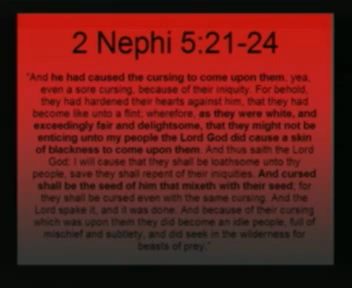 2 Nephi 5:21-24
"And he had caused the cursing to come upon them, yea,
even a sore cursing, because of their iniquity. For behold,
they had hardened their hearts against him, that they had
become like unto a flint; wherefore, as they were white, and
exceedingly fair and delightsome, that they might not be
enticing unto my people the Lord God did cause a skin
of blackness to come upon them. And thus saith the Lord
God: I will cause that they shall be loathsome unto thy
people, save they shall repent of their iniquities. And cursed
shall be the seed of him that mixeth with their seed; for
they shall be cursed even with the same cursing. And the
Lord spake it, and it was done. And because of their cursing
which was upon them they did become an idle people, full of
mischief and subtlety, and did seek in the wilderness for
beasts of prey."